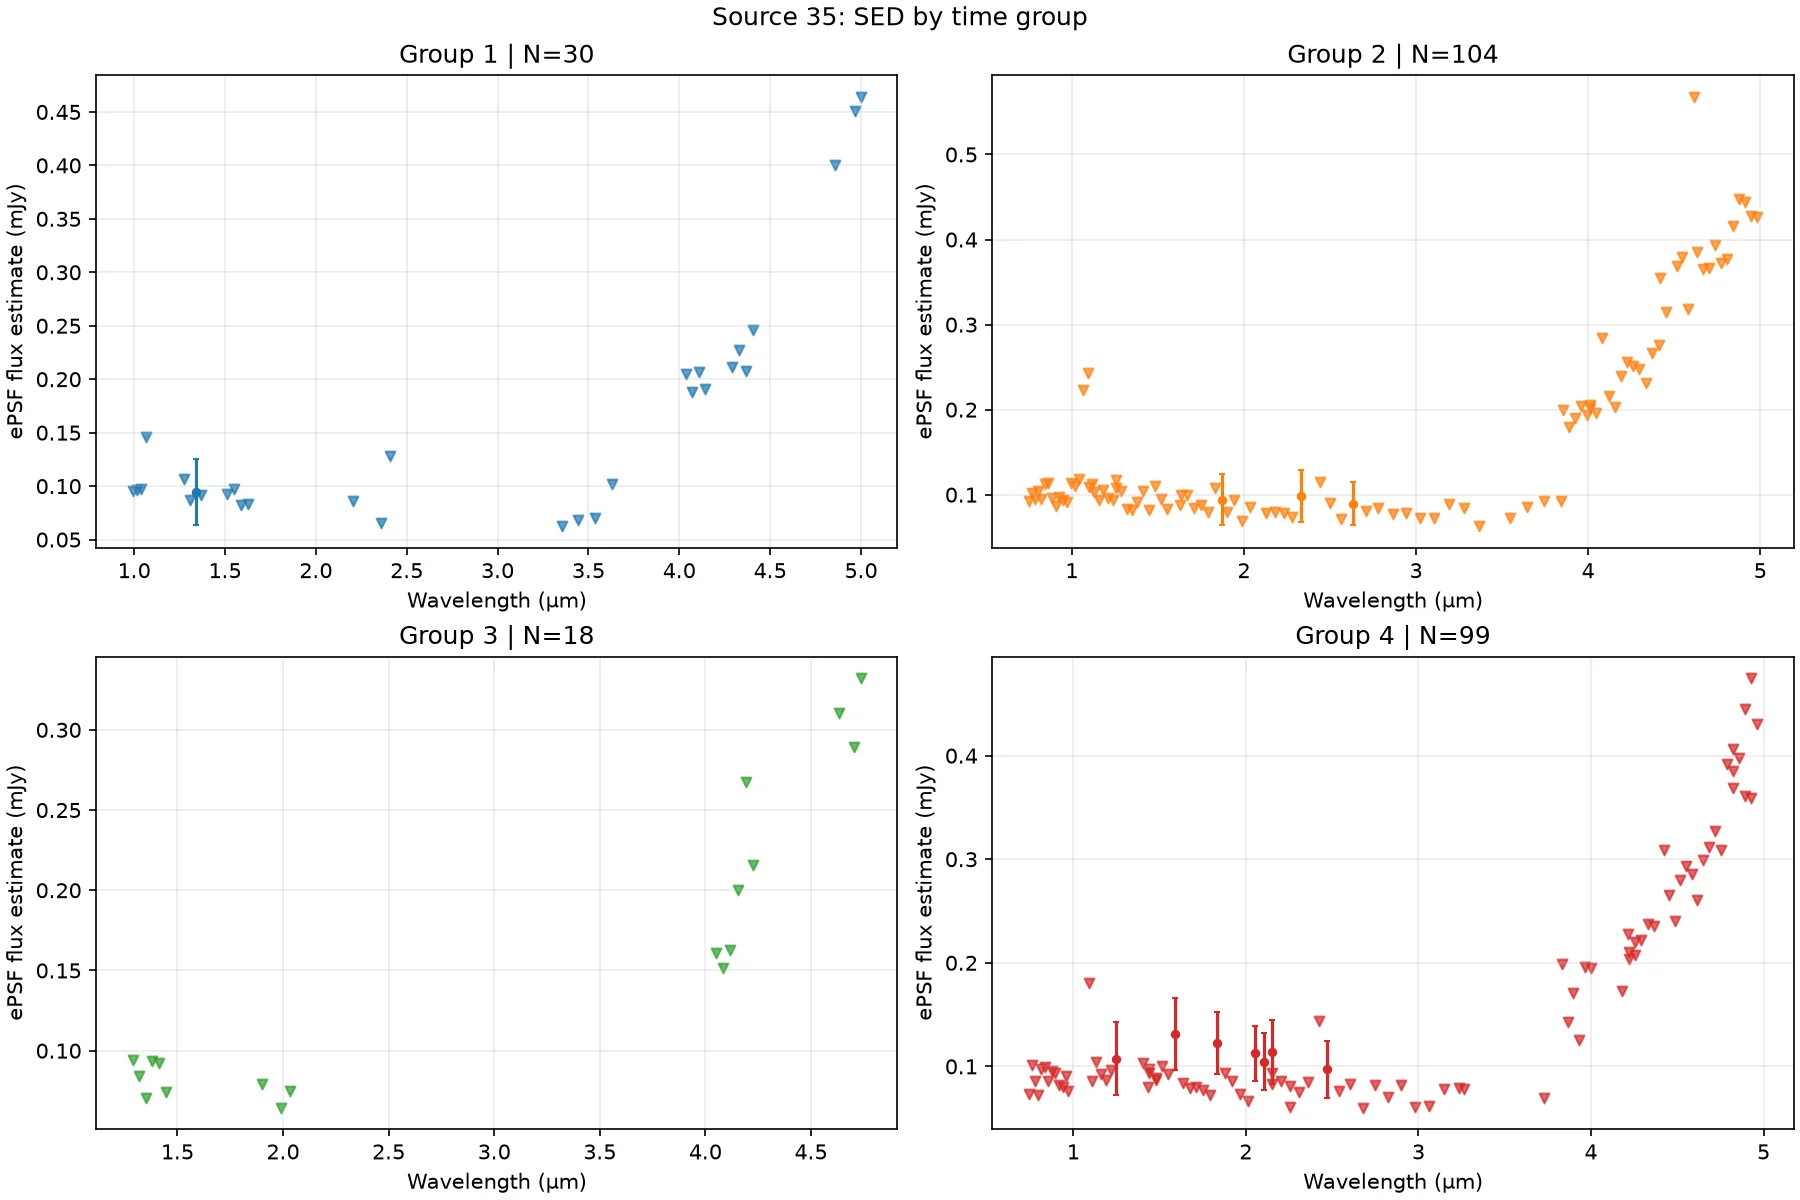 Source 35: SED by time group
Group 1 | N=30
ePSF flux estimate (mJy)
0.45
0.40
0.35
0.30
0.25
0.20
0.15
0.10
0.05
1.0 1.5 2.0 2.5 3.0 3.5 4.0 4.5 5.0
Wavelength (μm)
Group 2 | N=104
ePSF flux estimate (mJy)
0.5
0.4
0.3
0.2
0.1
1 2 3 4 5
Wavelength (μm)
Group 3 | N=18
ePSF flux estimate (mJy)
0.30
0.25
0.20
0.15
0.10
1.5 2.0 2.5 3.0 3.5 4.0 4.5
Wavelength (μm)
Group 4 | N=99
ePSF flux estimate (mJy)
0.4
0.3
0.2
0.1
1 2 3 4 5
Wavelength (μm)